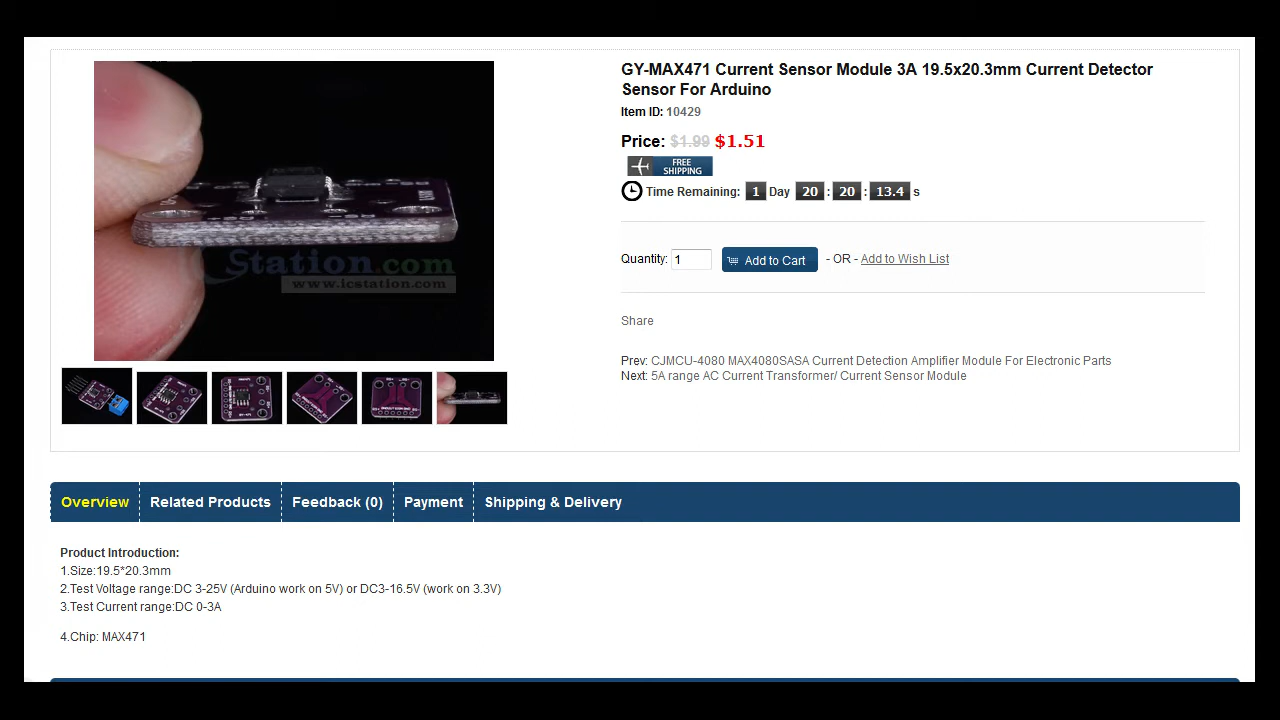 GY-MAX471 Current Sensor Module 3A 19.5x20.3mm Current Detector
Sensor For Arduino
Item ID: 10429
Price: $1.99 $1.51
FREE
SHIPPING
Time Remaining: 1 Day 20 : 20 : 13.4 s
Quantity: 1 Add to Cart - OR - Add to Wish List
Station.com
www.icstation.com
Share
Prev: CJMCU-4080 MAX4080SASA Current Detection Amplifier Module For Electronic Parts
Next: 5A range AC Current Transformer/ Current Sensor Module
Overview Related Products Feedback (0) Payment Shipping & Delivery
Product Introduction:
1.Size:19.5*20.3mm
2.Test Voltage range:DC 3-25V (Arduino work on 5V) or DC3-16.5V (work on 3.3V)
3.Test Current range:DC 0-3A
4.Chip: MAX471